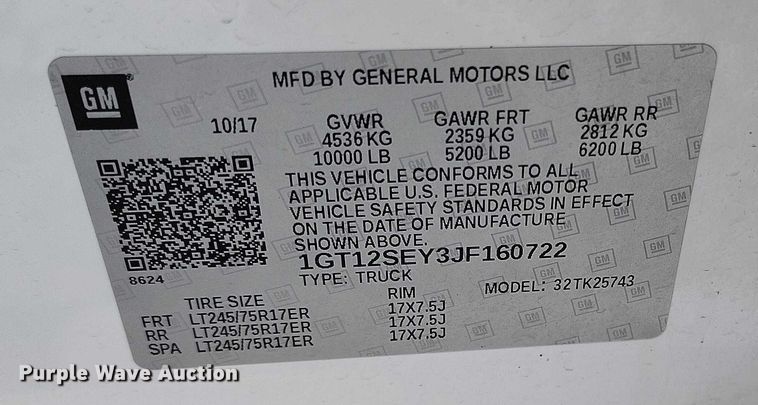 GM
MFD BY GENERAL MOTORS LLC
10/17 GVWR GAWR FRT GAWR RR
4536 KG 2359 KG 2812 KG
10000 LB 5200 LB 6200 LB
THIS VEHICLE CONFORMS TO ALL
APPLICABLE U.S. FEDERAL MOTOR
VEHICLE SAFETY STANDARDS IN EFFECT
ON THE DATE OF MANUFACTURE
SHOWN ABOVE.
1GT12SEY3JF160722
8624 TYPE: TRUCK MODEL: 32TK25743
TIRE SIZE RIM
FRT LT245/75R17ER 17X7.5J
RR LT245/75R17ER 17X7.5J
SPA LT245/75R17ER 17X7.5J
Purple Wave Auction